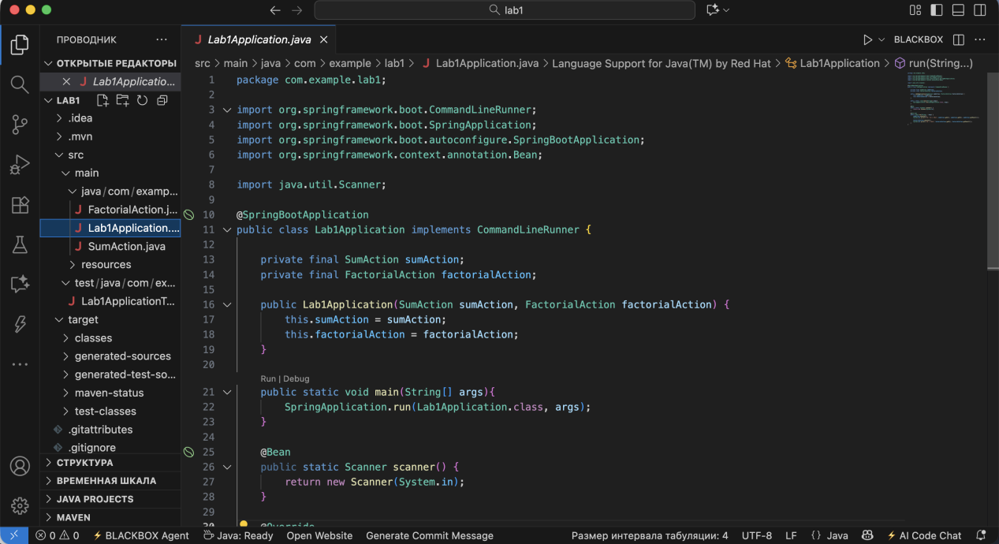 lab1
ПРОВОДНИК
ОТКРЫТЫЕ РЕДАКТОРЫ
Lab1Applicatio...
LAB1
.idea
.mvn
src
main
java/com/examp...
FactorialAction.j...
Lab1Application....
SumAction.java
resources
test/java/com/ex...
Lab1ApplicationT...
target
classes
generated-sources
generated-test-so...
maven-status
test-classes
.gitattributes
.gitignore
СТРУКТУРА
ВРЕМЕННАЯ ШКАЛА
JAVA PROJECTS
MAVEN
Lab1Application.java
BLACKBOX
src > main > java > com > example > lab1 > Lab1Application.java > Language Support for Java(TM) by Red Hat > Lab1Application > run(String...)
1 package com.example.lab1;
2
3 import org.springframework.boot.CommandLineRunner;
4 import org.springframework.boot.SpringApplication;
5 import org.springframework.boot.autoconfigure.SpringBootApplication;
6 import org.springframework.context.annotation.Bean;
7
8 import java.util.Scanner;
9
10 @SpringBootApplication
11 public class Lab1Application implements CommandLineRunner {
12
13 private final SumAction sumAction;
14 private final FactorialAction factorialAction;
15
16 public Lab1Application(SumAction sumAction, FactorialAction factorialAction) {
17 this.sumAction = sumAction;
18 this.factorialAction = factorialAction;
19 }
20
Run | Debug
21 public static void main(String[] args){
22 SpringApplication.run(Lab1Application.class, args);
23 }
24
25 @Bean
26 public static Scanner scanner() {
27 return new Scanner(System.in);
28 }
29
30 @Override
0 0 BLACKBOX Agent Java: Ready Open Website Generate Commit Message Размер интервала табуляции: 4 UTF-8 LF {} Java AI Code Chat